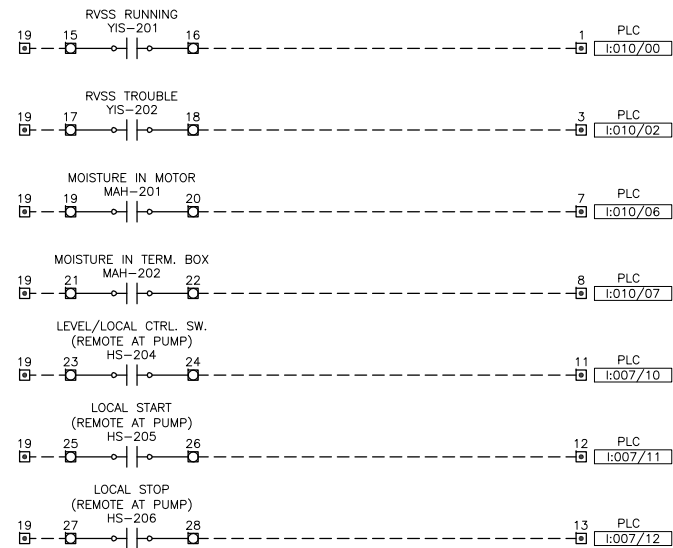 RVSS RUNNING
YIS-201
19 15 16 1 PLC
I:010/00
RVSS TROUBLE
YIS-202
19 17 18 3 PLC
I:010/02
MOISTURE IN MOTOR
MAH-201
19 19 20 7 PLC
I:010/06
MOISTURE IN TERM. BOX
MAH-202
19 21 22 8 PLC
I:010/07
LEVEL/LOCAL CTRL. SW.
(REMOTE AT PUMP)
HS-204
19 23 24 11 PLC
I:007/10
LOCAL START
(REMOTE AT PUMP)
HS-205
19 25 26 12 PLC
I:007/11
LOCAL STOP
(REMOTE AT PUMP)
HS-206
19 27 28 13 PLC
I:007/12